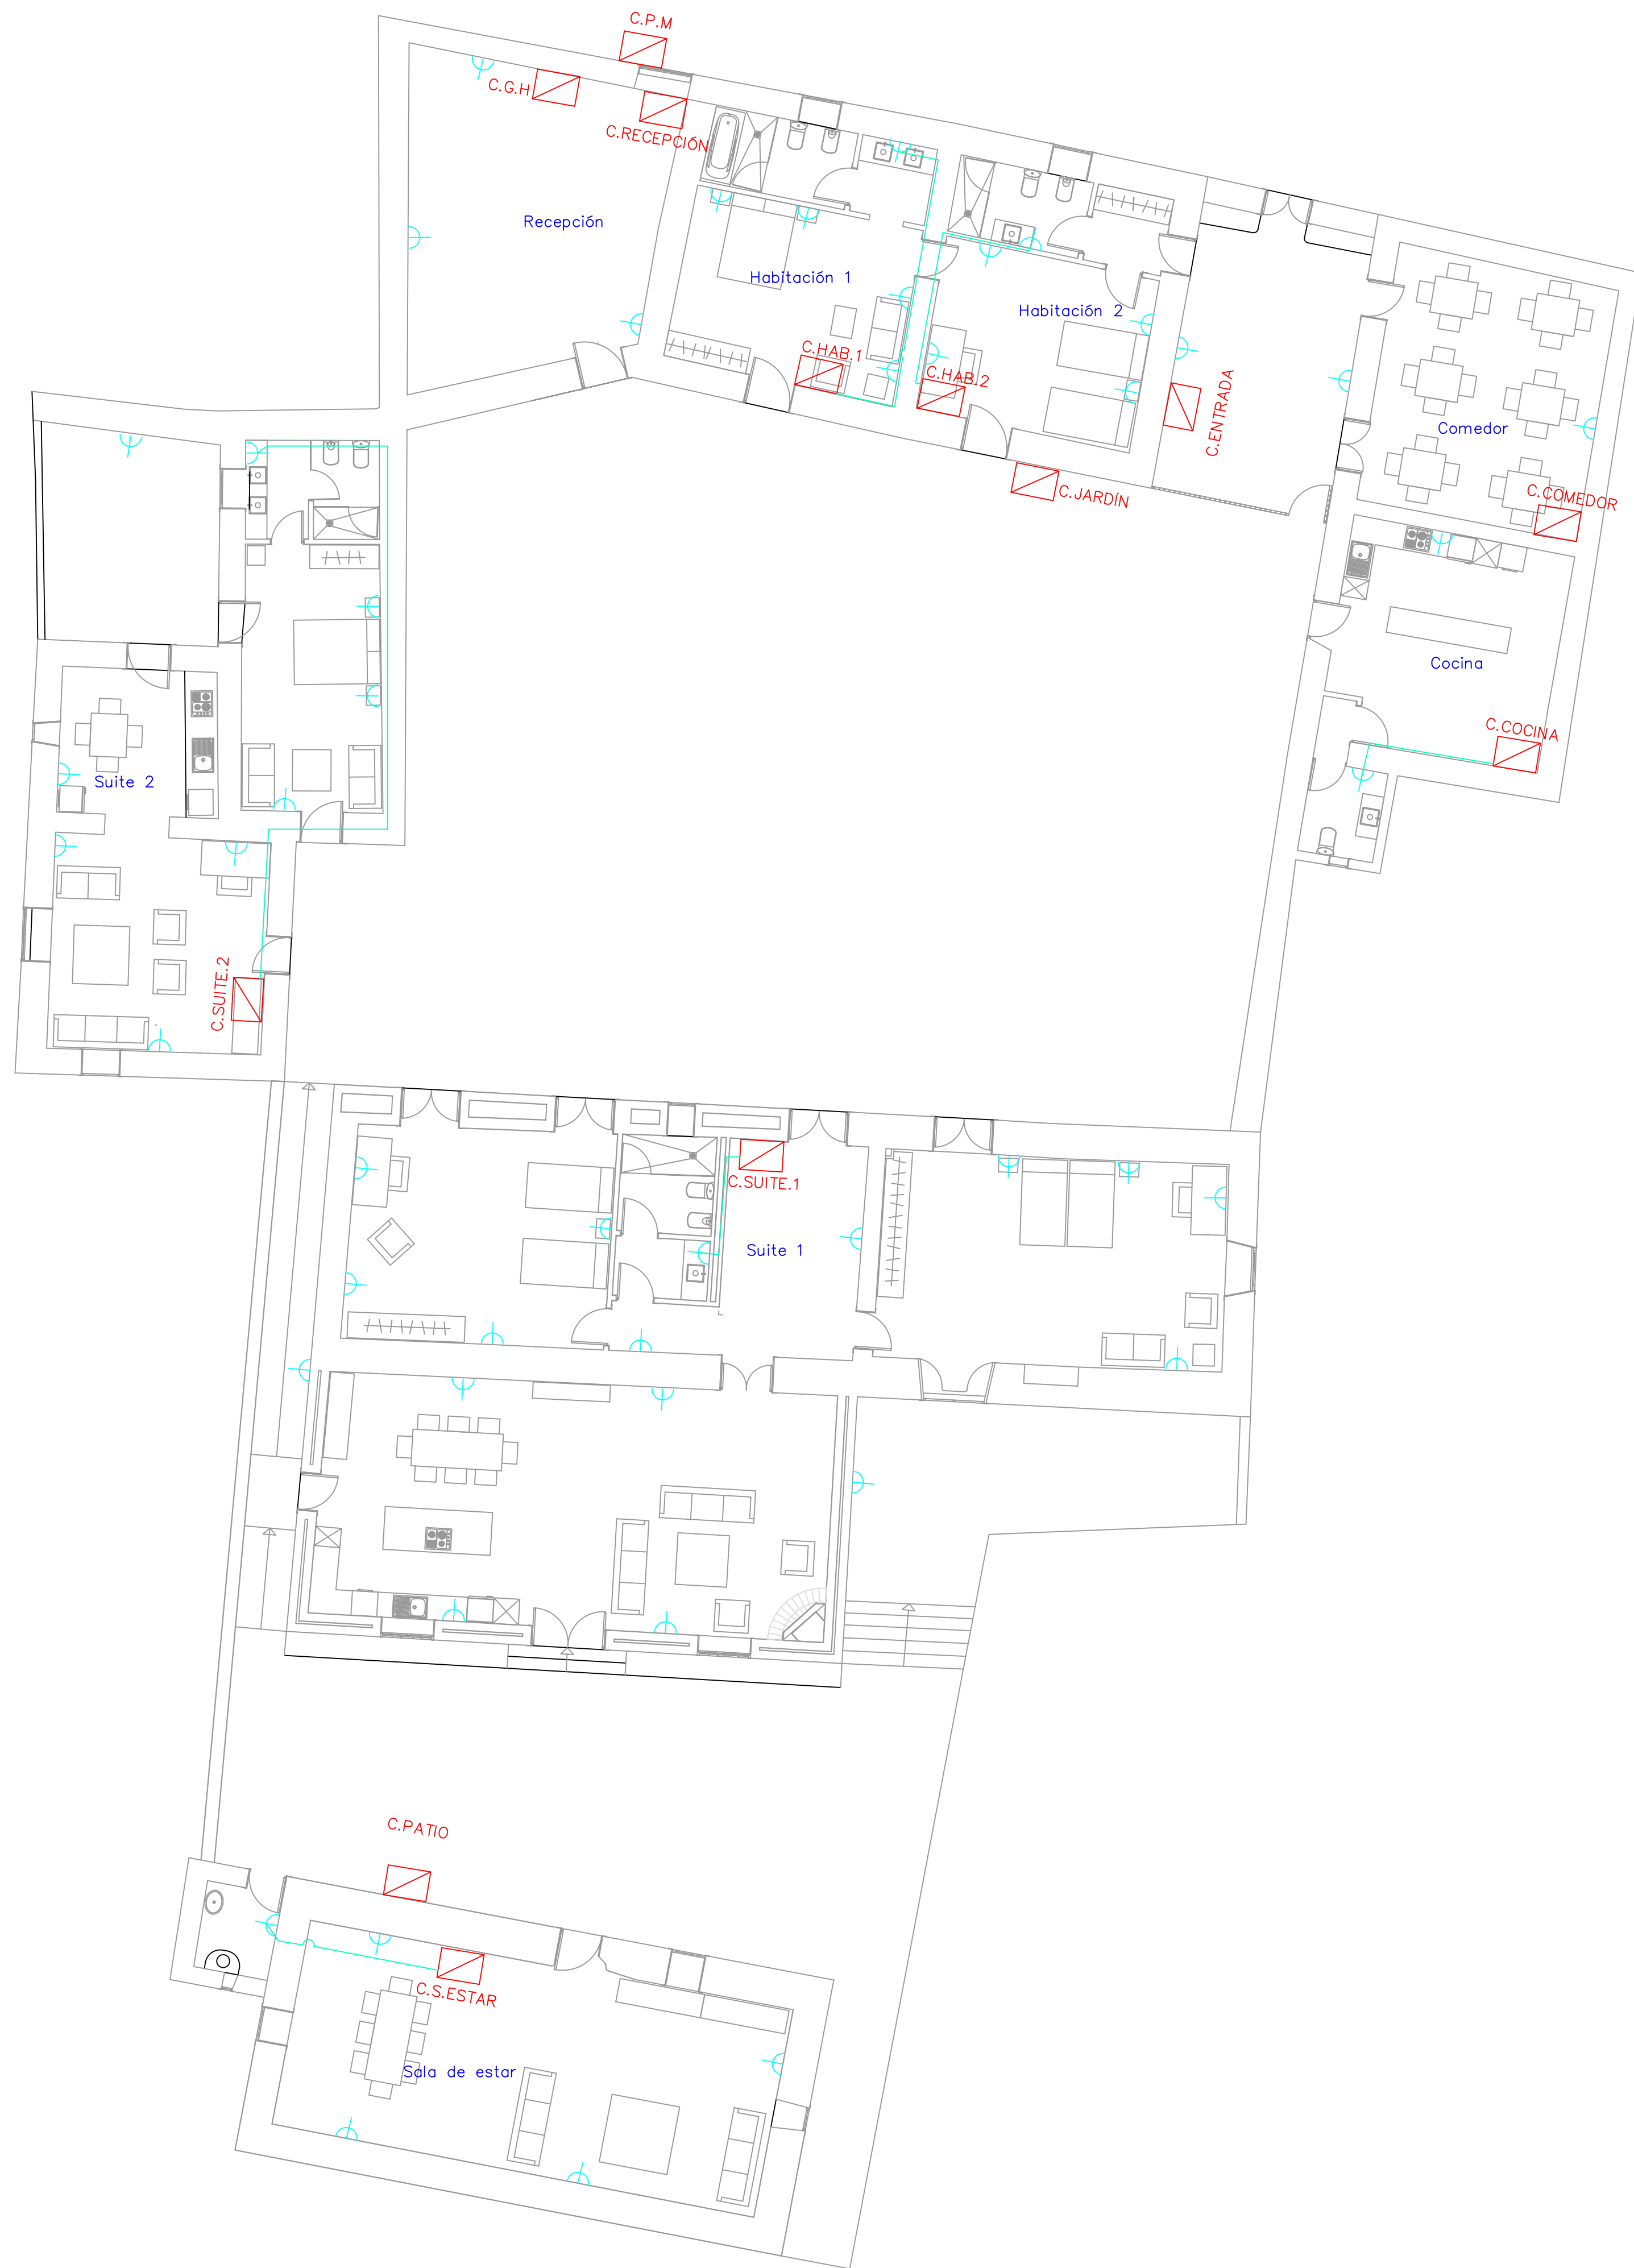 C.P.M
C.G.H
C.RECEPCIÓN
Recepción
Habitación 1
Habitación 2
C.HAB.1
C.HAB.2
C.ENTRADA
Comedor
C.JARDÍN
C.COMEDOR
Cocina
C.COCINA
Suite 2
C.SUITE.2
C.SUITE.1
Suite 1
C.PATIO
C.S.ESTAR
Sala de estar